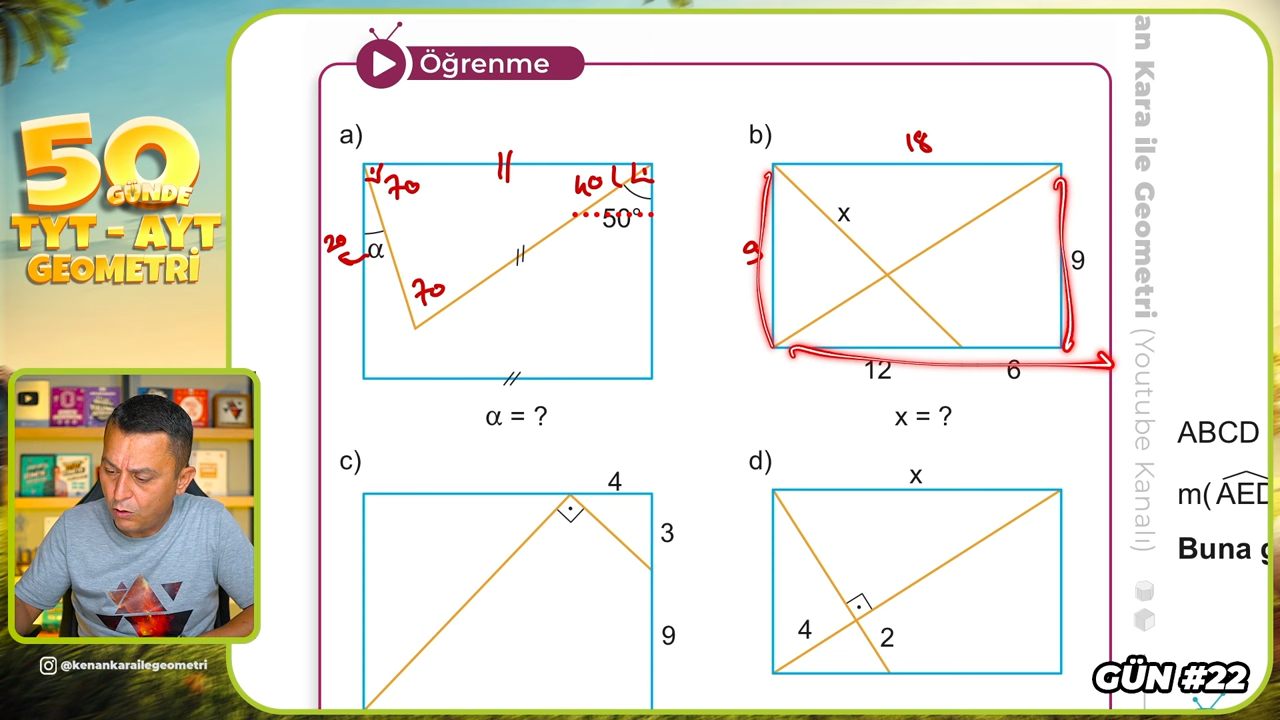 50
GÜNDE
TYT - AYT
GEOMETRİ
Öğrenme
a)
70
40
50°
20
α
70
α = ?
b)
18
x
9
9
12
6
x = ?
c)
4
3
9
d)
x
4
2
an Kara ile Geometri (Youtube Kanalı)
ABCD
m(AED
Buna g
@kenankarailegeometri
GÜN #22